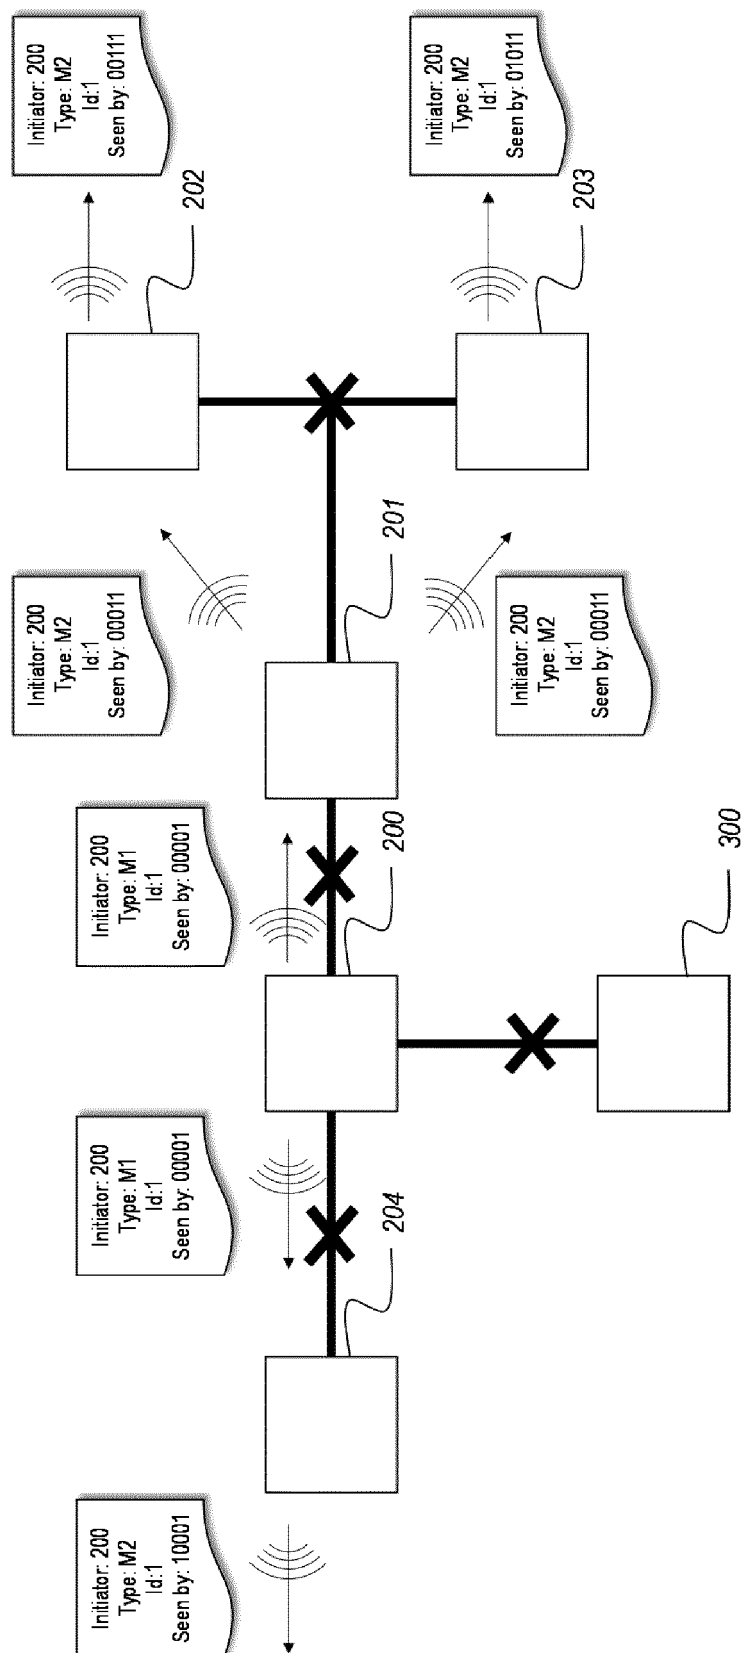 Initiator: 200
Type: M2
Id:1
Seen by: 00111
202
Initiator: 200
Type: M2
Id:1
Seen by: 01011
203
Initiator: 200
Type: M2
Id:1
Seen by: 00011
201
Initiator: 200
Type: M2
Id:1
Seen by: 00011
Initiator: 200
Type: M1
Id:1
Seen by: 00001
200
300
Initiator: 200
Type: M1
Id:1
Seen by: 00001
204
Initiator: 200
Type: M2
Id:1
Seen by: 10001